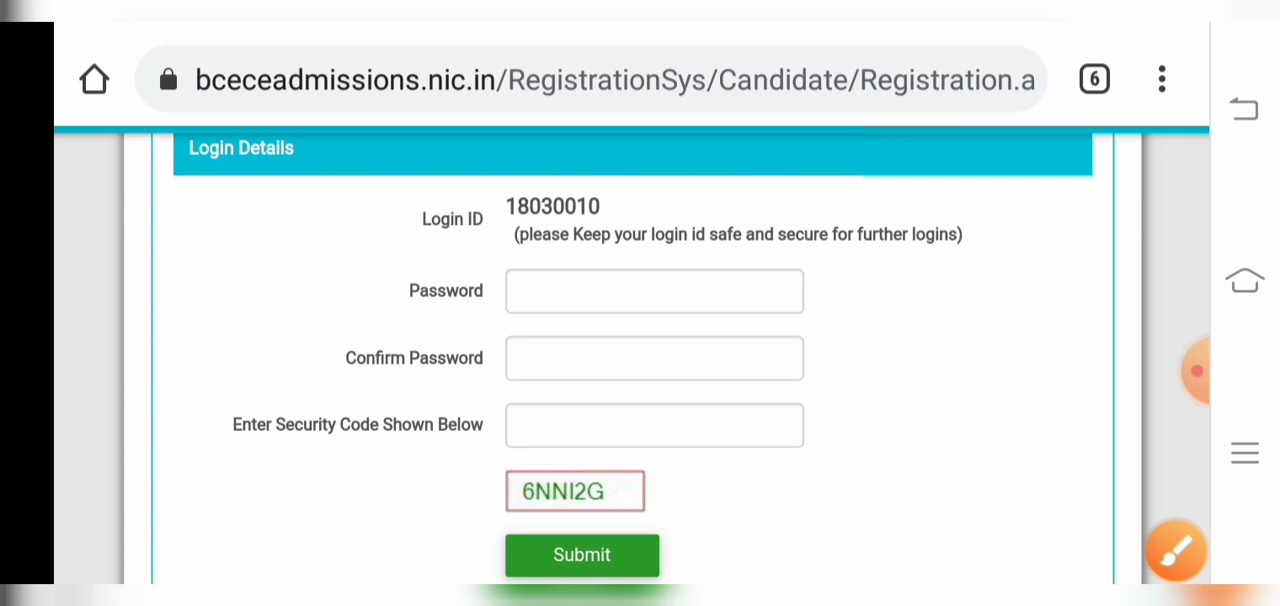 bceceadmissions.nic.in/RegistrationSys/Candidate/Registration.a
6
Login Details
Login ID
18030010
(please Keep your login id safe and secure for further logins)
Password
Confirm Password
Enter Security Code Shown Below
6NNI2G
Submit